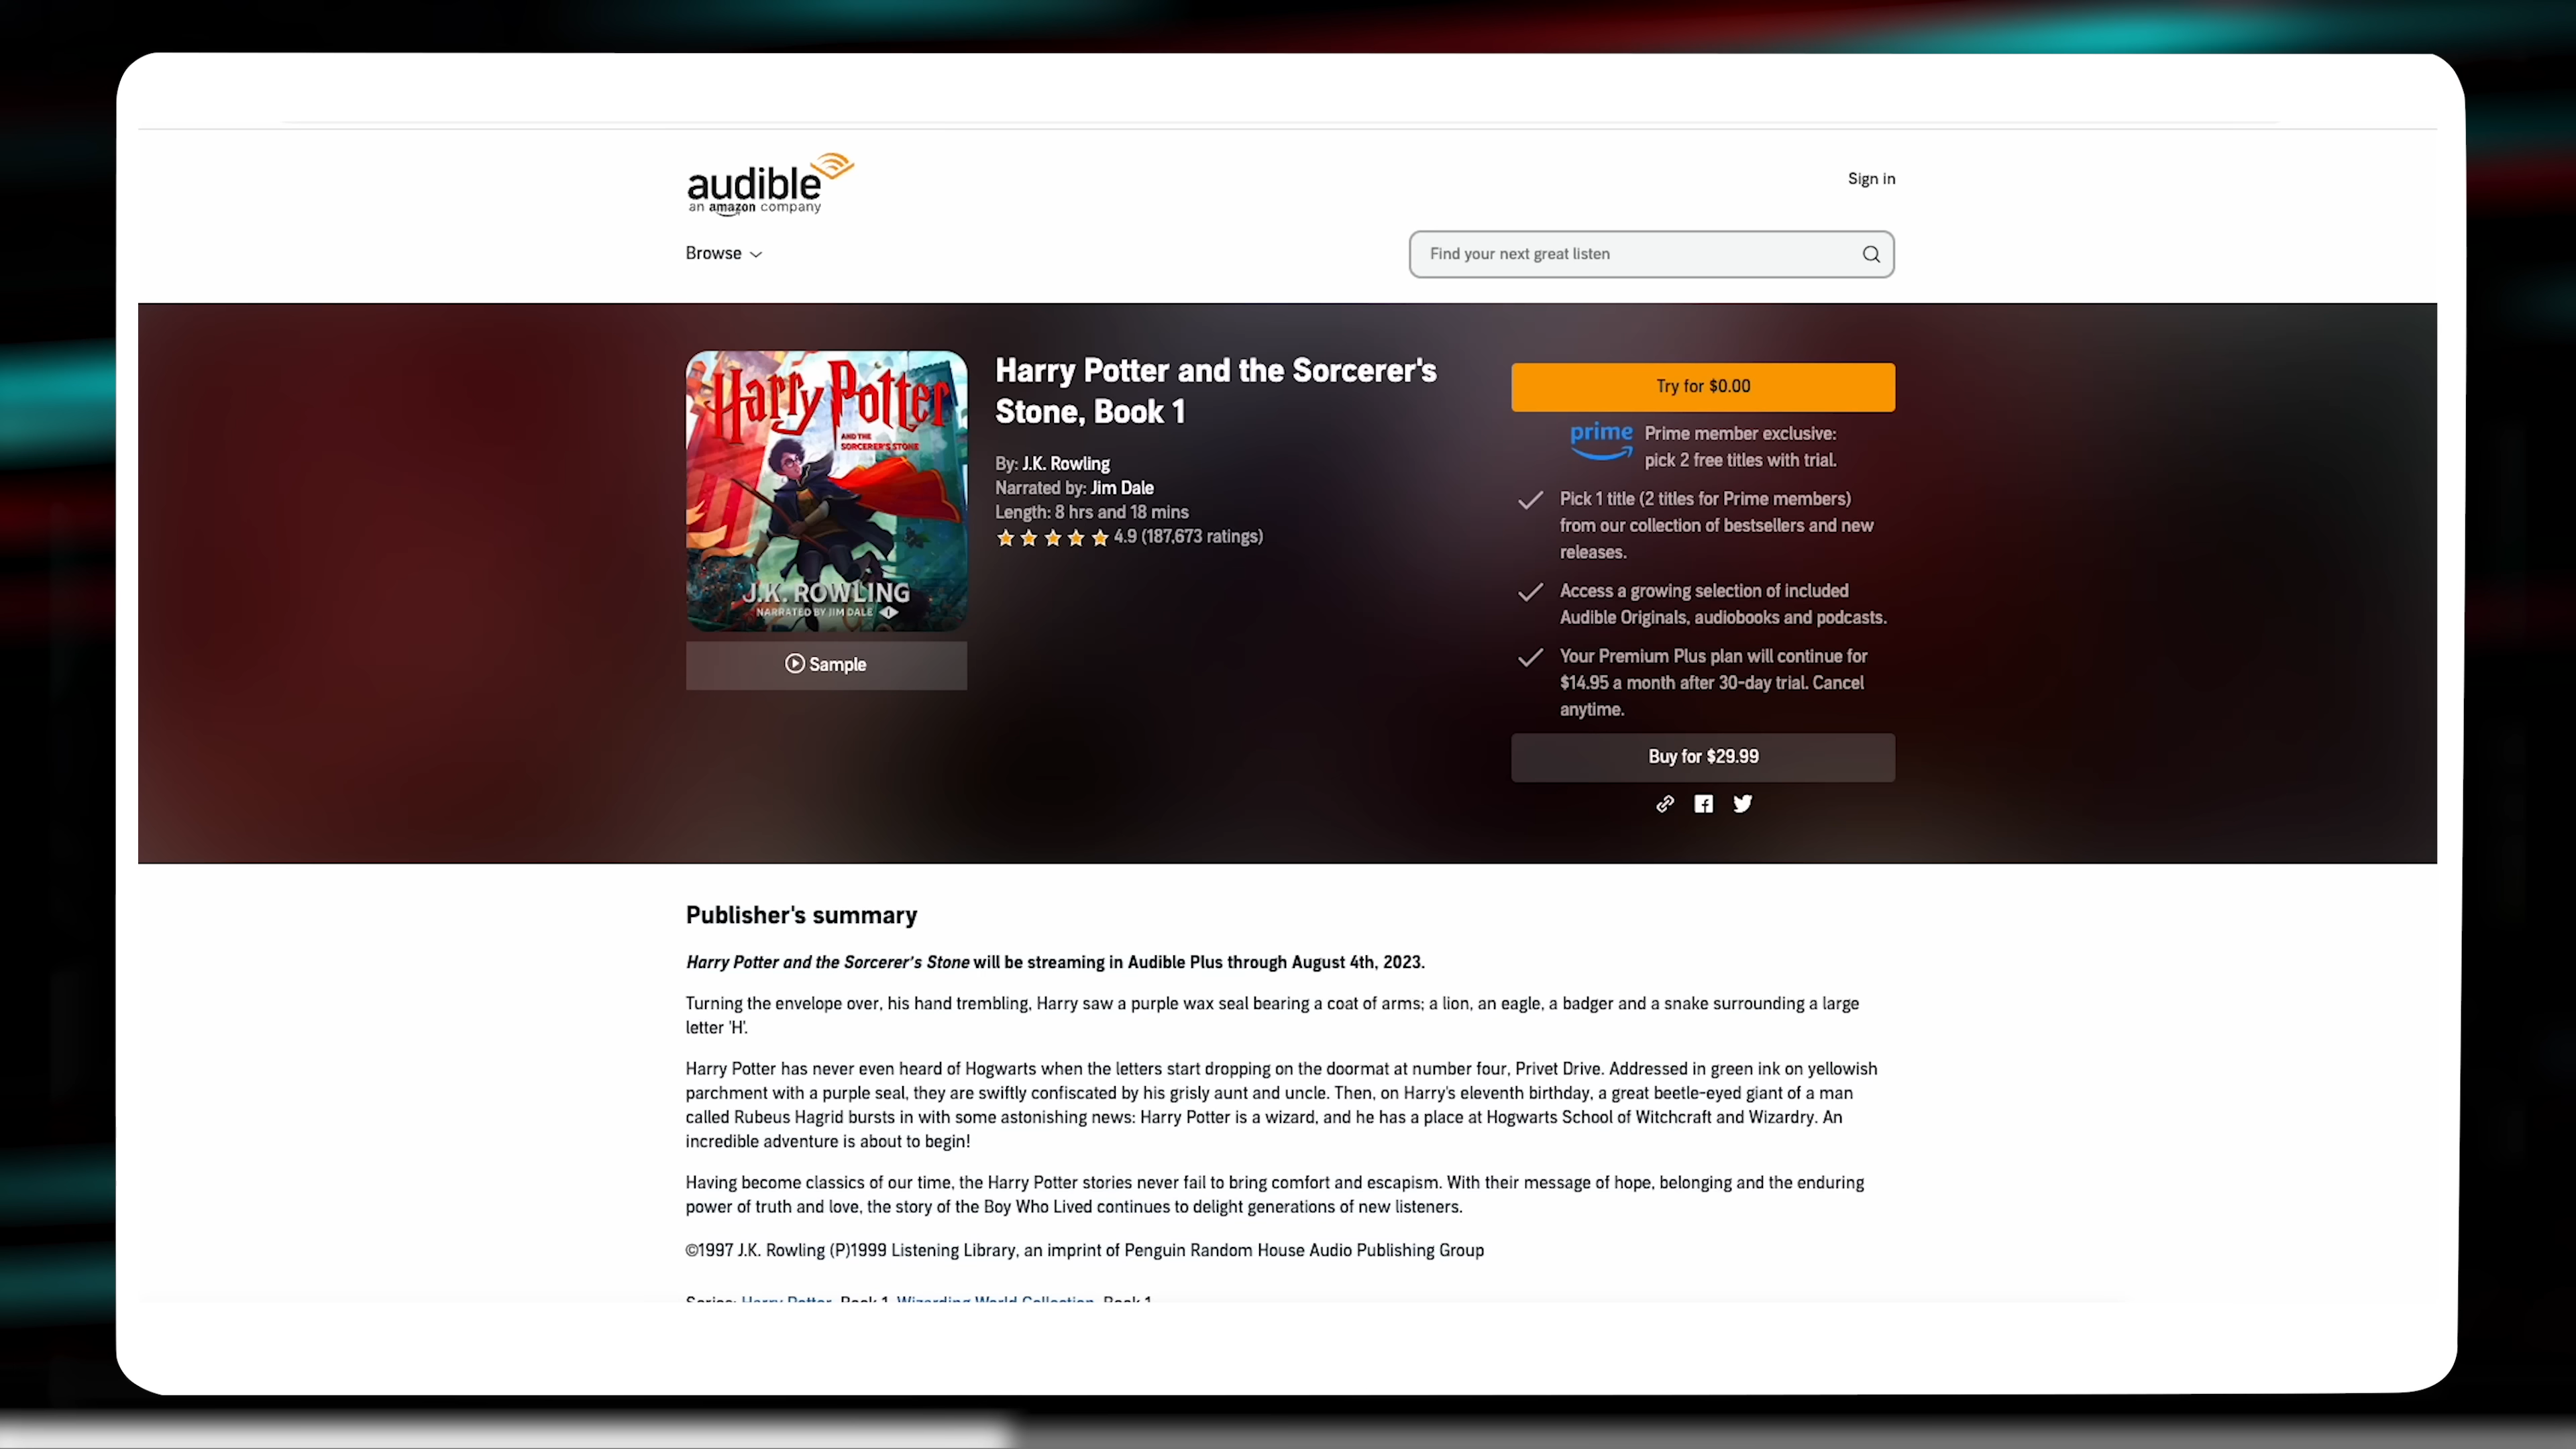 audible
an amazon company
Sign in
Browse
Find your next great listen
Harry Potter
AND THE
SORCERER'S STONE
J.K. ROWLING
NARRATED BY JIM DALE
Sample
Harry Potter and the Sorcerer's
Stone, Book 1
By: J.K. Rowling
Narrated by: Jim Dale
Length: 8 hrs and 18 mins
4.9 (187,673 ratings)
Try for $0.00
prime
Prime member exclusive:
pick 2 free titles with trial.
Pick 1 title (2 titles for Prime members)
from our collection of bestsellers and new
releases.
Access a growing selection of included
Audible Originals, audiobooks and podcasts.
Your Premium Plus plan will continue for
$14.95 a month after 30-day trial. Cancel
anytime.
Buy for $29.99
Publisher's summary
Harry Potter and the Sorcerer's Stone will be streaming in Audible Plus through August 4th, 2023.
Turning the envelope over, his hand trembling, Harry saw a purple wax seal bearing a coat of arms; a lion, an eagle, a badger and a snake surrounding a large
letter 'H'.
Harry Potter has never even heard of Hogwarts when the letters start dropping on the doormat at number four, Privet Drive. Addressed in green ink on yellowish
parchment with a purple seal, they are swiftly confiscated by his grisly aunt and uncle. Then, on Harry's eleventh birthday, a great beetle-eyed giant of a man
called Rubeus Hagrid bursts in with some astonishing news: Harry Potter is a wizard, and he has a place at Hogwarts School of Witchcraft and Wizardry. An
incredible adventure is about to begin!
Having become classics of our time, the Harry Potter stories never fail to bring comfort and escapism. With their message of hope, belonging and the enduring
power of truth and love, the story of the Boy Who Lived continues to delight generations of new listeners.
©1997 J.K. Rowling (P)1999 Listening Library, an imprint of Penguin Random House Audio Publishing Group
Series: Harry Potter, Book 1, Wizarding World Collection, Book 1